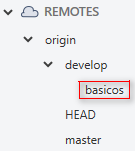 REMOTES
origin
develop
basicos
HEAD
master